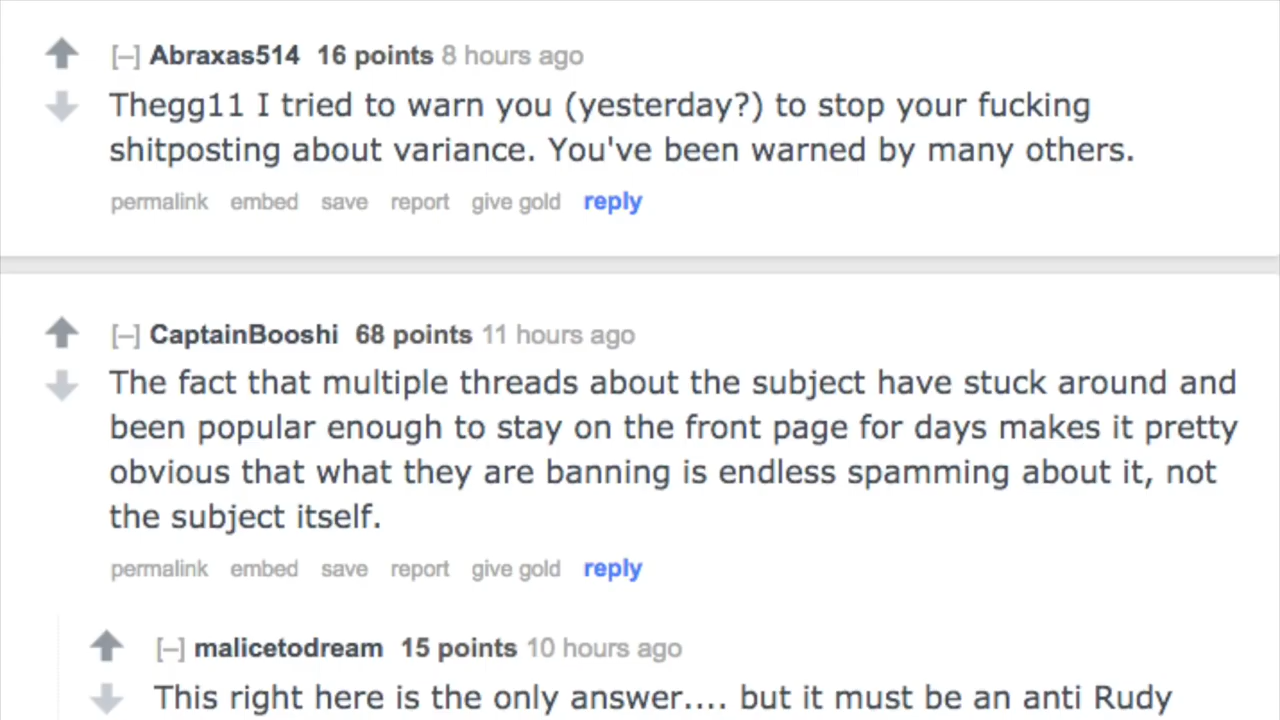 [–] Abraxas514 16 points 8 hours ago
Thegg11 I tried to warn you (yesterday?) to stop your fucking
shitposting about variance. You've been warned by many others.
permalink embed save report give gold reply
[–] CaptainBooshi 68 points 11 hours ago
The fact that multiple threads about the subject have stuck around and
been popular enough to stay on the front page for days makes it pretty
obvious that what they are banning is endless spamming about it, not
the subject itself.
permalink embed save report give gold reply
[–] malicetodream 15 points 10 hours ago
This right here is the only answer.... but it must be an anti Rudy